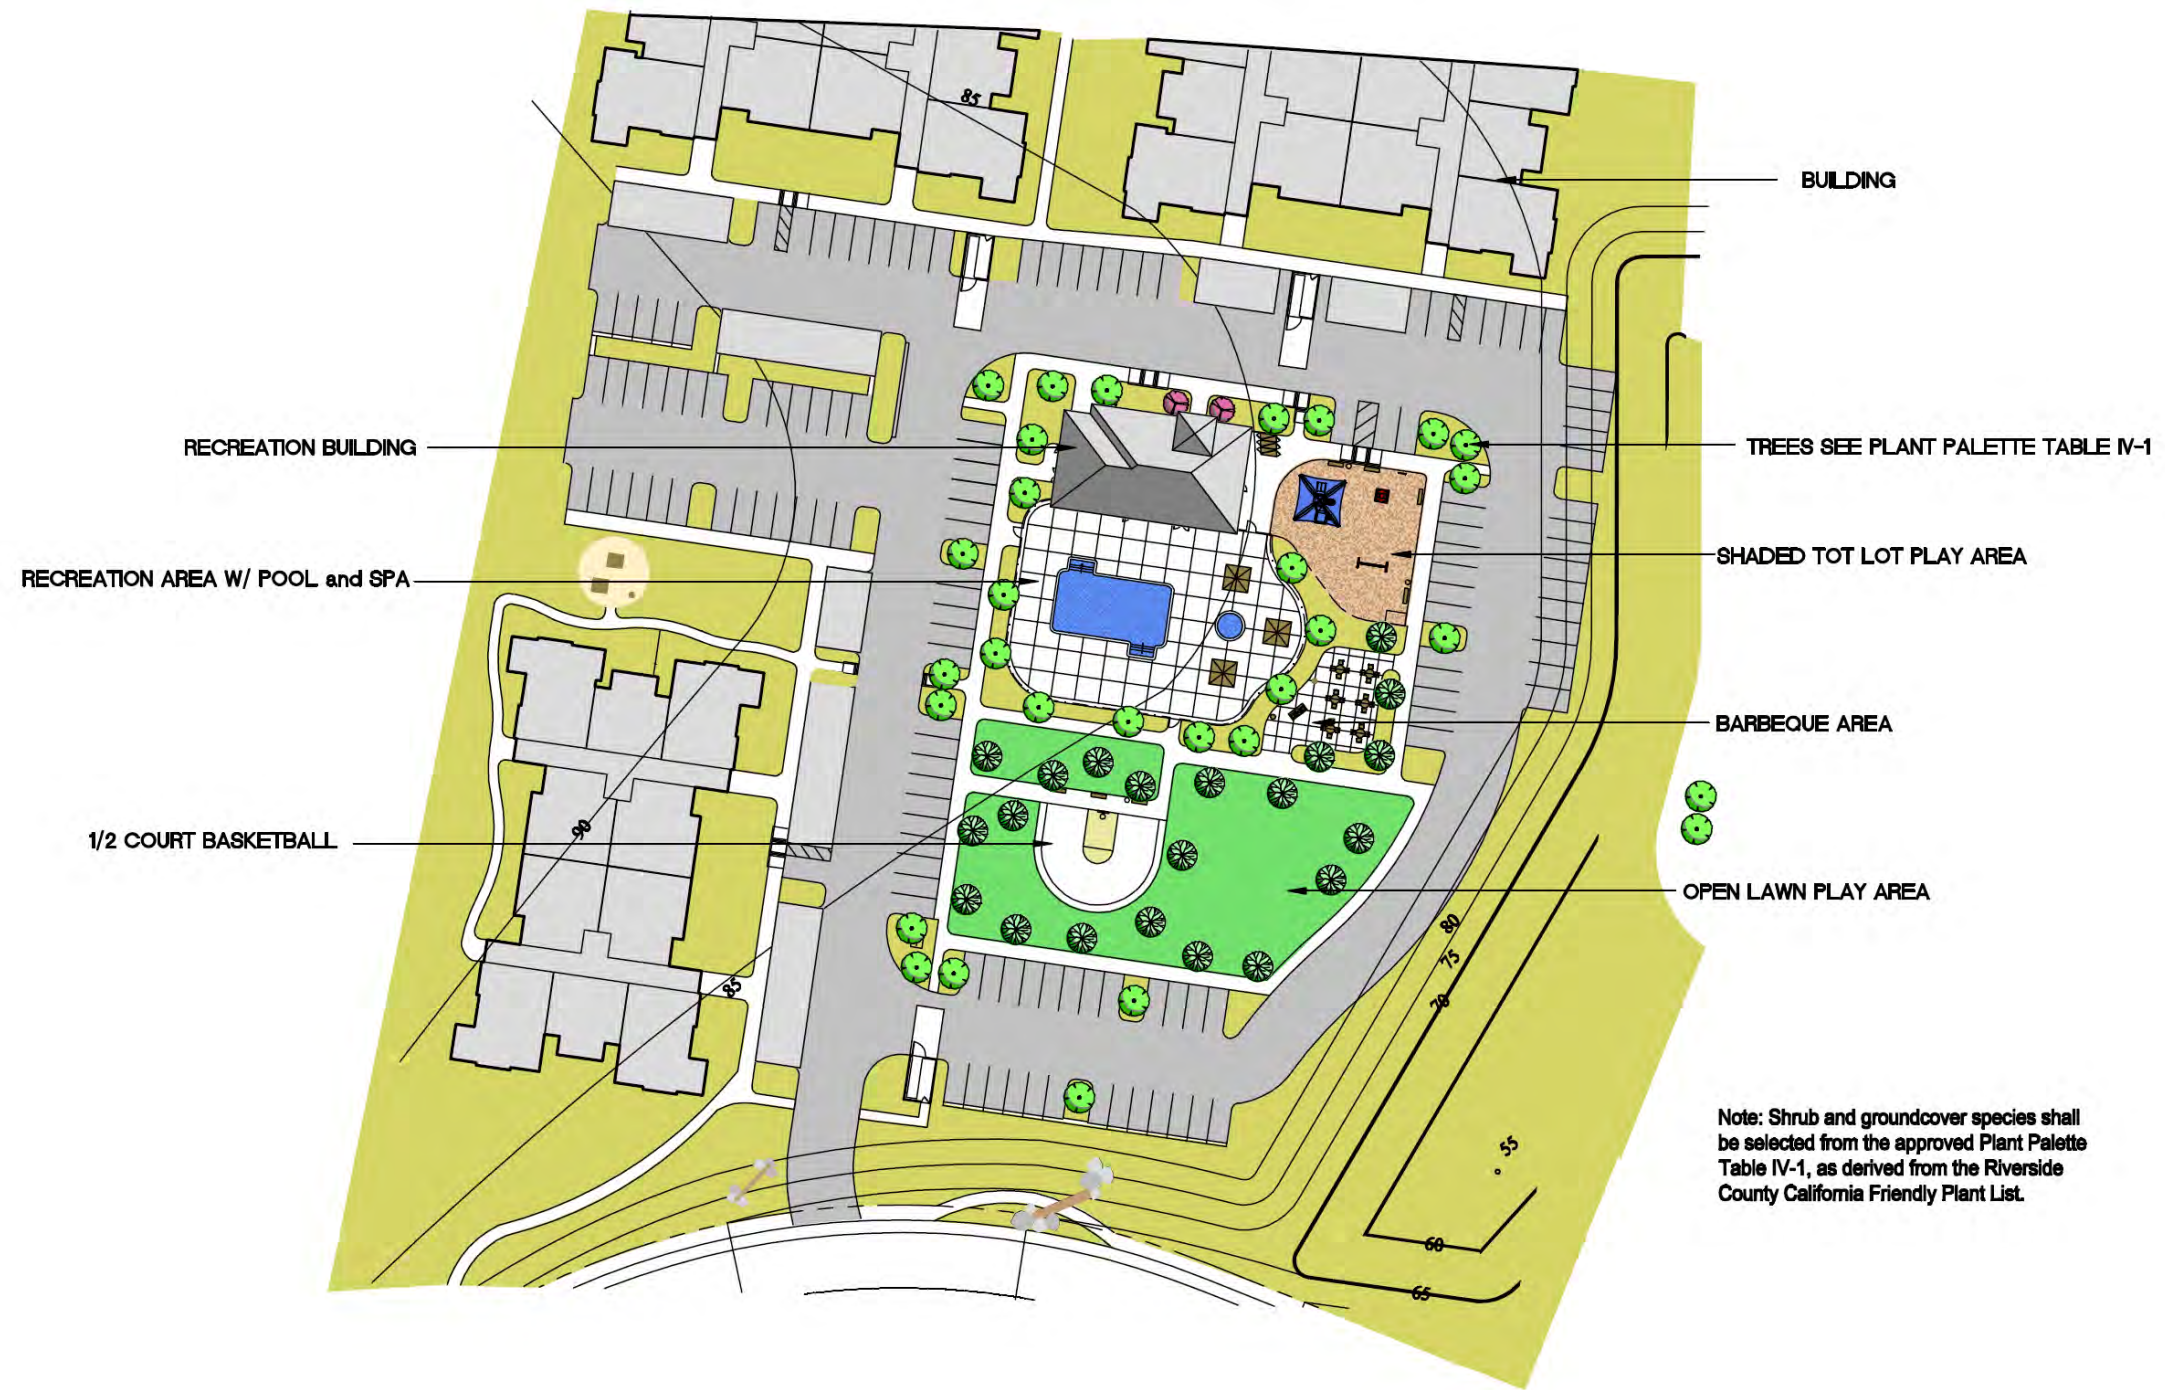 85
BUILDING
RECREATION BUILDING
TREES SEE PLANT PALETTE TABLE IV-1
SHADED TOT LOT PLAY AREA
RECREATION AREA W/ POOL and SPA
BARBEQUE AREA
90
1/2 COURT BASKETBALL
OPEN LAWN PLAY AREA
80
75
85
70
Note: Shrub and groundcover species shall
be selected from the approved Plant Palette
Table IV-1, as derived from the Riverside
County California Friendly Plant List.
55
60
65